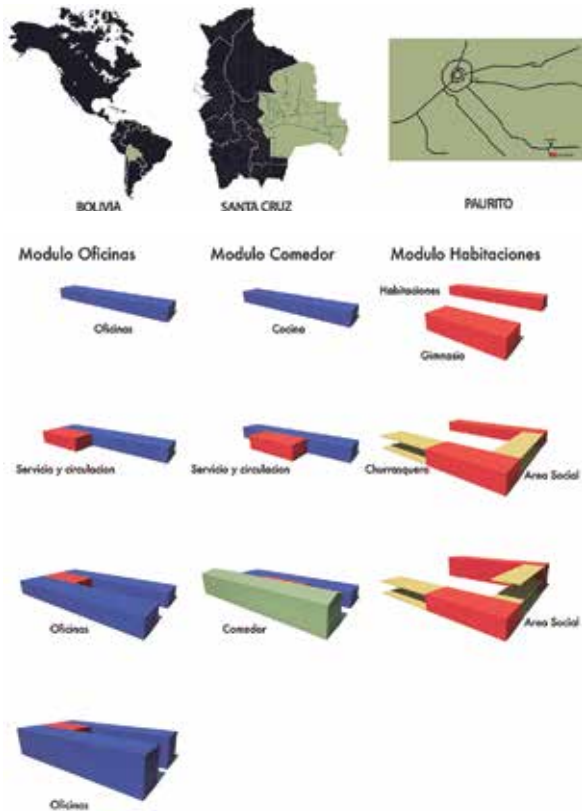 BOLIVIA
SANTA CRUZ
PAURITO
Modulo Oficinas
Modulo Comedor
Modulo Habitaciones
Oficinas
Cocina
Habitaciones
Gimnasio
Servicio y circulacion
Servicio y circulacion
Churrasquera
Area Social
Oficinas
Comedor
Area Social
Oficinas